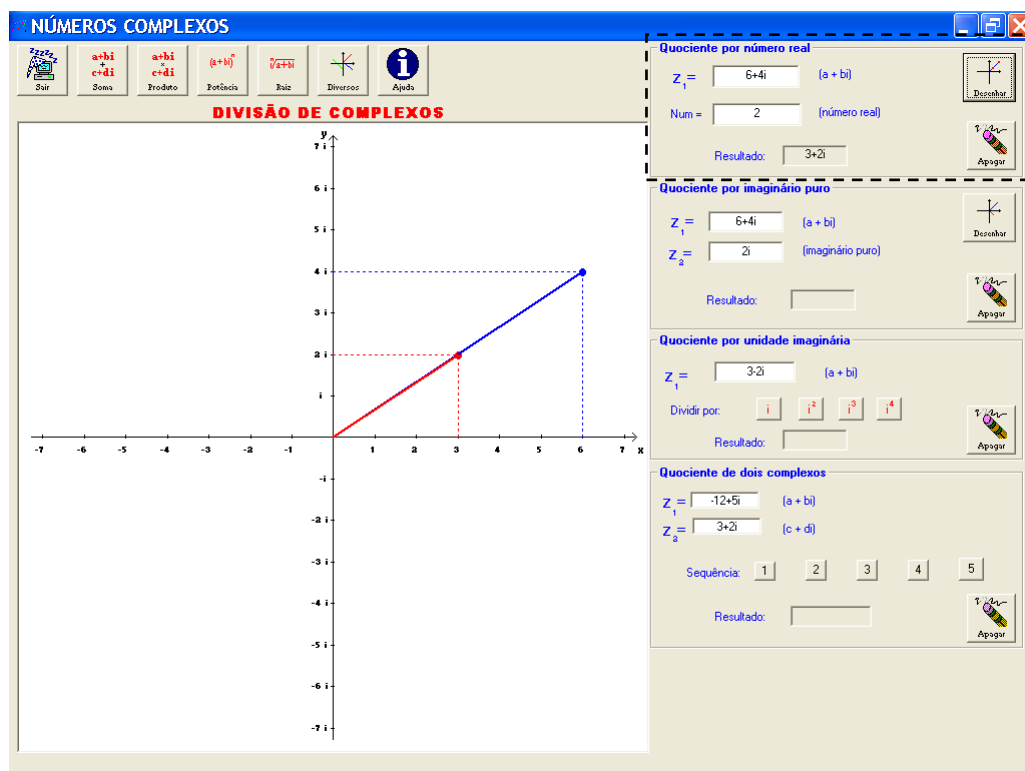 NÚMEROS COMPLEXOS
zzzzz
Sair
a+bi
+
c+di
Soma
a+bi
x
c+di
Produto
(a+bi)ⁿ
Potência
ⁿ√a+bi
Raiz
Diversos
i
Ajuda
DIVISÃO DE COMPLEXOS
y
7 i
6 i
5 i
4 i
3 i
2 i
i
-7 -6 -5 -4 -3 -2 -1 1 2 3 4 5 6 7 x
-i
-2 i
-3 i
-4 i
-5 i
-6 i
-7 i
Quociente por número real
Z₁= 6+4i (a + bi)
Desenhar
Num = 2 (número real)
Resultado: 3+2i
Apagar
Quociente por imaginário puro
Z₁= 6+4i (a + bi)
Desenhar
Z₂= 2i (imaginário puro)
Resultado:
Apagar
Quociente por unidade imaginária
Z₁= 3-2i (a + bi)
Dividir por: i i² i³ i⁴
Resultado:
Apagar
Quociente de dois complexos
Z₁= -12+5i (a + bi)
Z₂= 3+2i (c + di)
Sequência: 1 2 3 4 5
Resultado:
Apagar